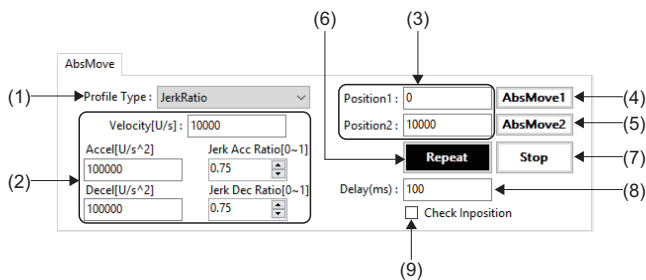 (6) (3)
AbsMove
(1) Profile Type : JerkRatio Position1 : 0 AbsMove1 (4)
Velocity[U/s] : 10000 Position2 : 10000 AbsMove2 (5)
(2) Accel[U/s^2] Jerk Acc Ratio[0~1] Repeat Stop (7)
100000 0.75
Decel[U/s^2] Jerk Dec Ratio[0~1] Delay(ms) : 100 (8)
100000 0.75 Check Inposition
(9)